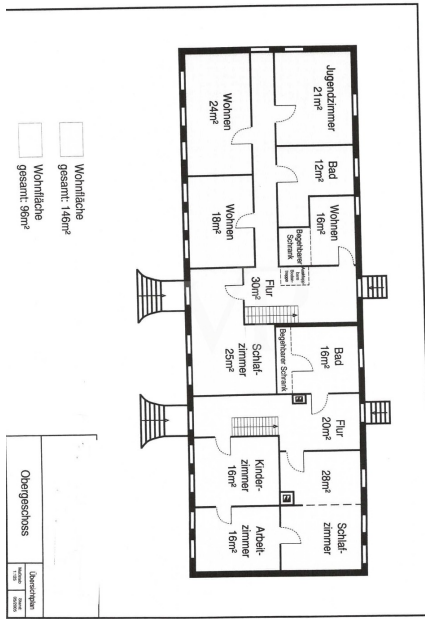 Jugendzimmer
21m²
Wohnen
24m²
Bad
12m²
Wohnen
16m²
Wohnen
18m²
Begehbarer
Schrank
Flur
30m²
Bad
16m²
Begehbarer Schrank
Schlaf-
zimmer
25m²
Flur
20m²
28m²
Kinder-
zimmer
16m²
Schlaf-
zimmer
Arbeit-
zimmer
16m²
Wohnfläche
gesamt: 146m²
Wohnfläche
gesamt: 96m²
Obergeschoss
Übersichtplan